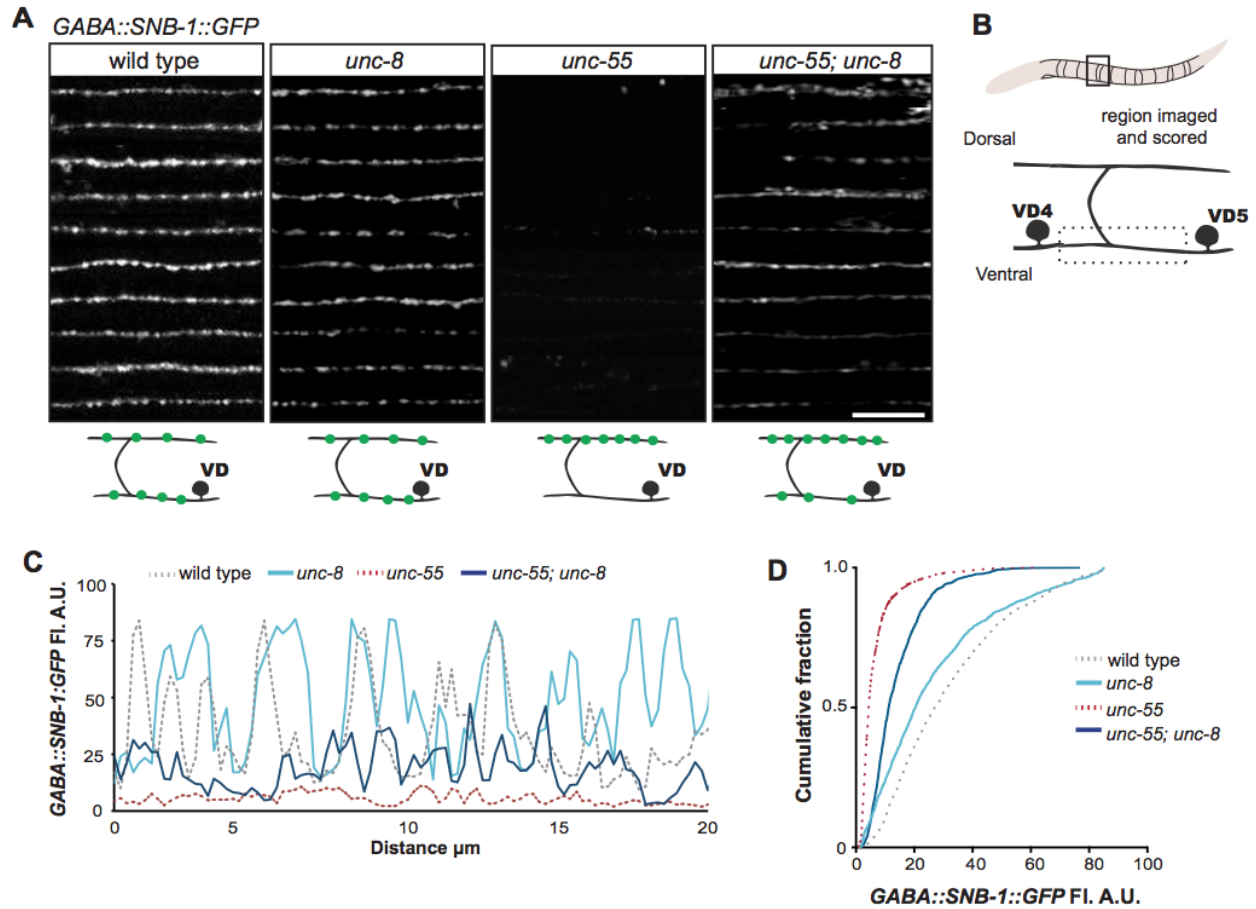 A
GABA::SNB-1::GFP
wild type
unc-8
unc-55
unc-55; unc-8
VD
VD
VD
VD
B
region imaged
and scored
Dorsal
VD4
VD5
Ventral
C
wild type
unc-8
unc-55
unc-55; unc-8
GABA::SNB-1:GFP Fl. A.U.
100
75
50
25
0
0
5
10
15
20
Distance µm
D
Cumulative fraction
1.0
0.5
0
0
20
40
60
80
100
wild type
unc-8
unc-55
unc-55; unc-8
GABA::SNB-1::GFP Fl. A.U.